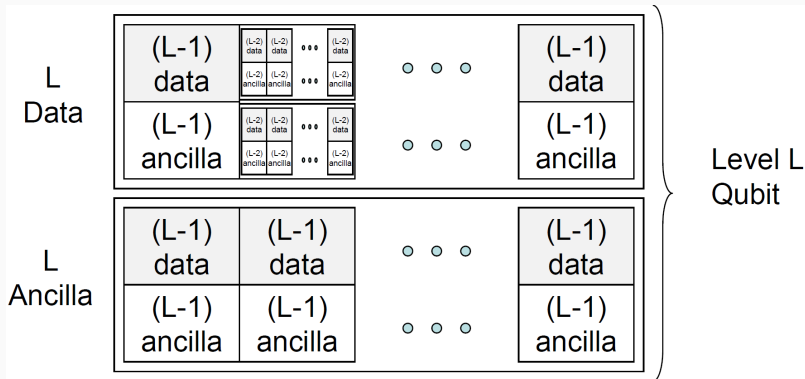 L
Data
(L-1)
data
(L-2)
data
(L-2)
data
(L-2)
data
(L-1)
data
(L-2)
ancilla
(L-2)
ancilla
(L-2)
ancilla
(L-1)
ancilla
(L-2)
data
(L-2)
data
(L-2)
data
(L-1)
ancilla
(L-2)
ancilla
(L-2)
ancilla
(L-2)
ancilla
Level L
Qubit
L
Ancilla
(L-1)
data
(L-1)
data
(L-1)
data
(L-1)
ancilla
(L-1)
ancilla
(L-1)
ancilla